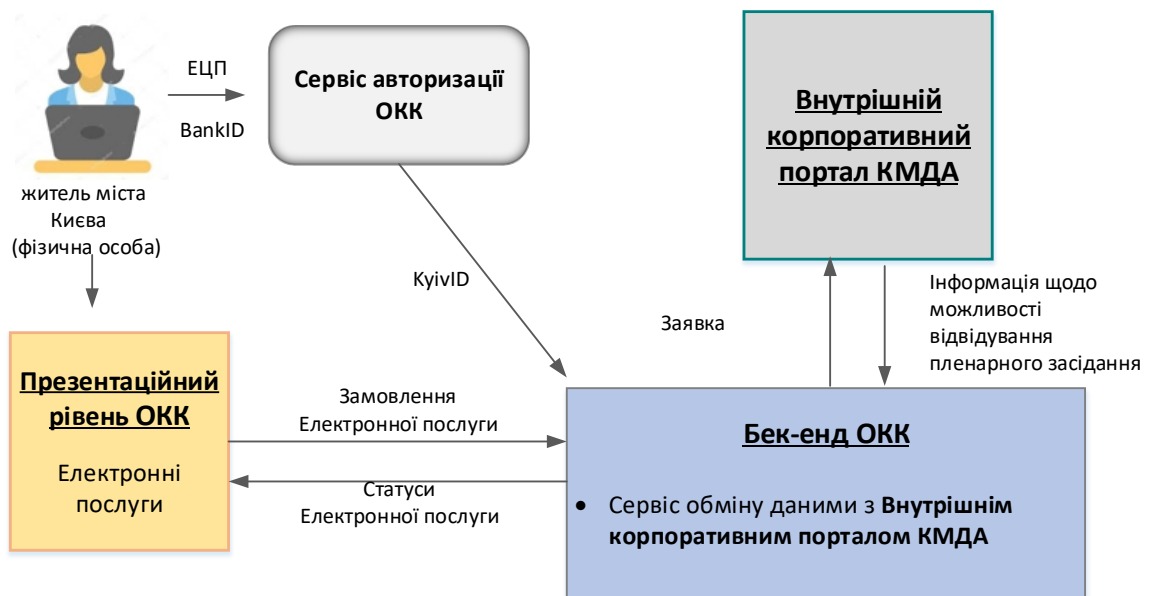 ЕЦП
BankID
Сервіс авторизації
ОКК
Внутрішній
корпоративний
портал КМДА
житель міста
Києва
(фізична особа)
KyivID
Заявка
Інформація щодо
можливості
відвідування
пленарного засідання
Презентаційний
рівень ОКК
Електронні
послуги
Замовлення
Електронної послуги
Статуси
Електронної послуги
Бек-енд ОКК
• Сервіс обміну даними з Внутрішнім
корпоративним порталом КМДА